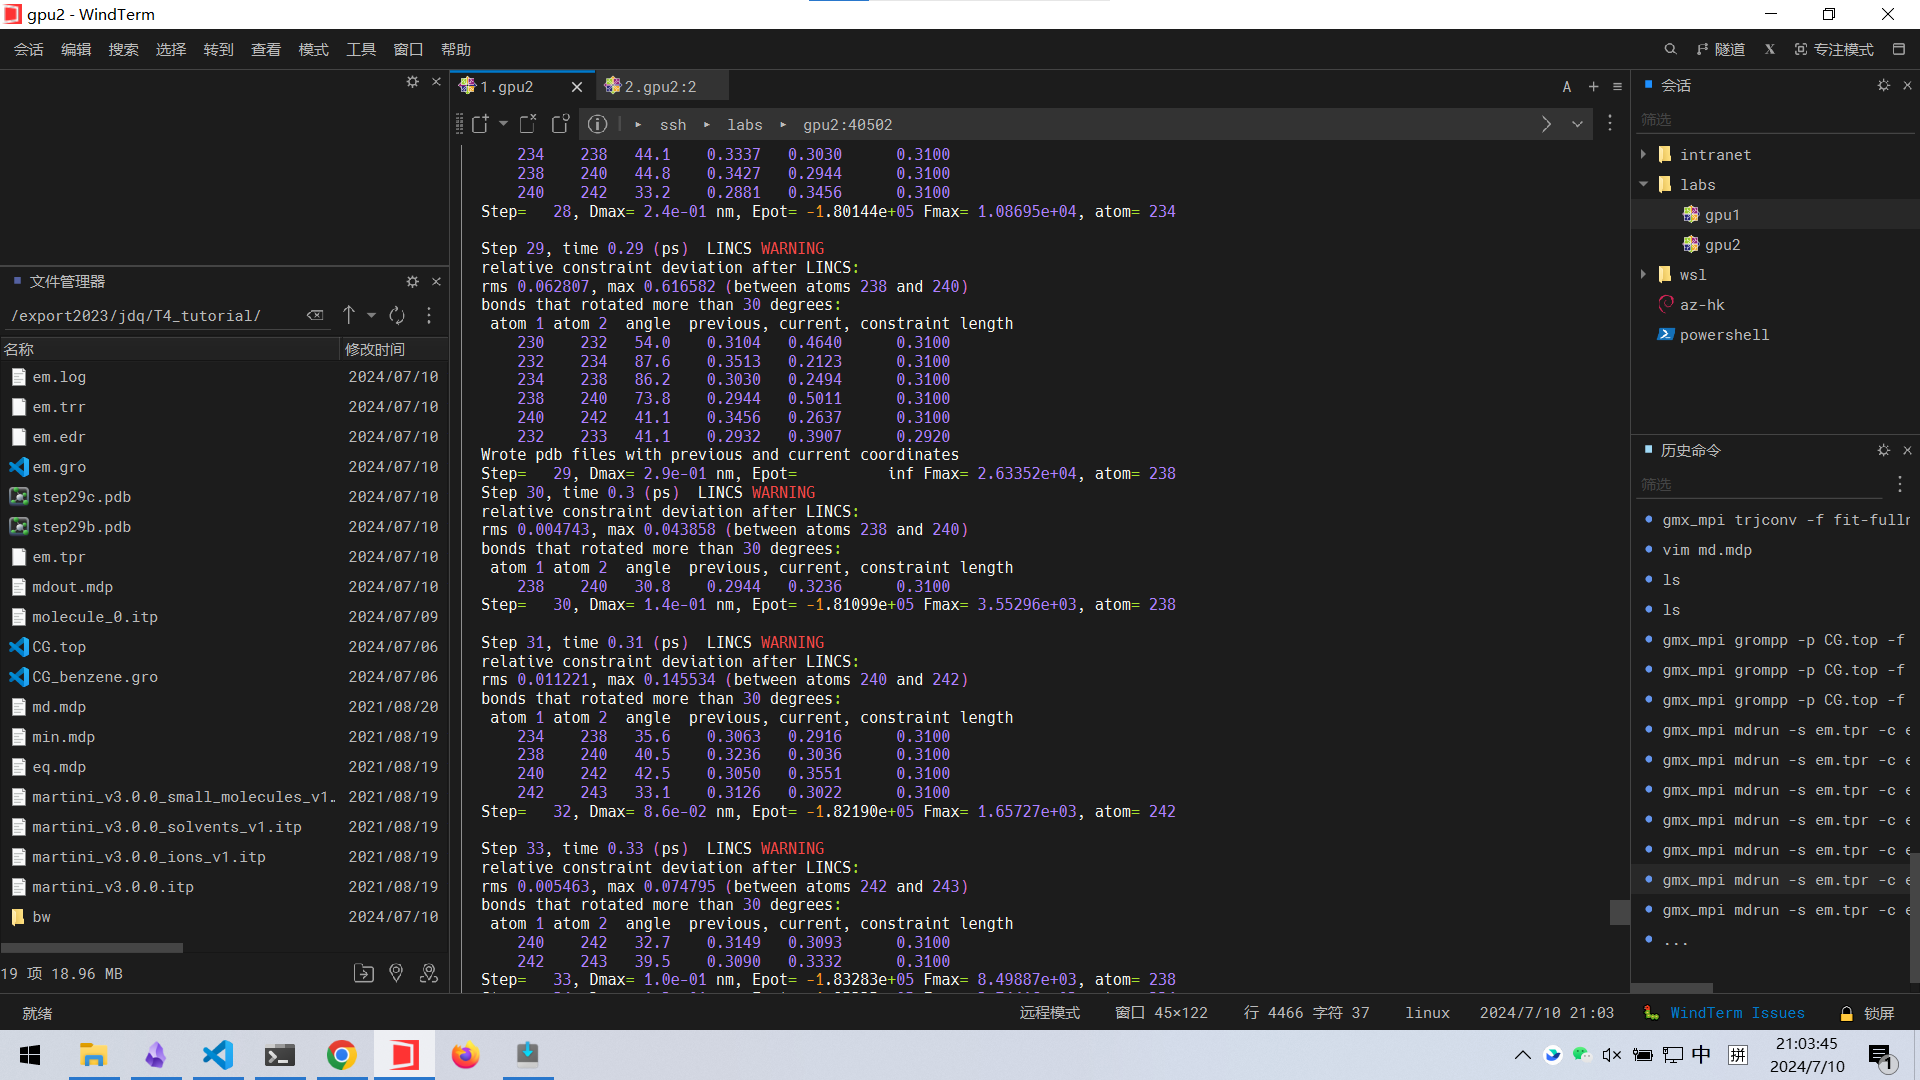 gpu2 - WindTerm
会话 编辑 搜索 选择 转到 查看 模式 工具 窗口 帮助
隧道 X 专注模式
1.gpu2
2.gpu2:2
A
ssh labs gpu2:40502
234 238 44.1 0.3337 0.3030 0.3100
238 240 44.8 0.3427 0.2944 0.3100
240 242 33.2 0.2881 0.3456 0.3100
Step= 28, Dmax= 2.4e-01 nm, Epot= -1.80144e+05 Fmax= 1.08695e+04, atom= 234
Step 29, time 0.29 (ps) LINCS WARNING
relative constraint deviation after LINCS:
rms 0.062807, max 0.616582 (between atoms 238 and 240)
bonds that rotated more than 30 degrees:
atom 1 atom 2 angle previous, current, constraint length
230 232 54.0 0.3104 0.4640 0.3100
232 234 87.6 0.3513 0.2123 0.3100
234 238 86.2 0.3030 0.2494 0.3100
238 240 73.8 0.2944 0.5011 0.3100
240 242 41.1 0.3456 0.2637 0.3100
232 233 41.1 0.2932 0.3907 0.2920
Wrote pdb files with previous and current coordinates
Step= 29, Dmax= 2.9e-01 nm, Epot= inf Fmax= 2.63352e+04, atom= 238
Step 30, time 0.3 (ps) LINCS WARNING
relative constraint deviation after LINCS:
rms 0.004743, max 0.043858 (between atoms 238 and 240)
bonds that rotated more than 30 degrees:
atom 1 atom 2 angle previous, current, constraint length
238 240 30.8 0.2944 0.3236 0.3100
Step= 30, Dmax= 1.4e-01 nm, Epot= -1.81099e+05 Fmax= 3.55296e+03, atom= 238
Step 31, time 0.31 (ps) LINCS WARNING
relative constraint deviation after LINCS:
rms 0.011221, max 0.145534 (between atoms 240 and 242)
bonds that rotated more than 30 degrees:
atom 1 atom 2 angle previous, current, constraint length
234 238 35.6 0.3063 0.2916 0.3100
238 240 40.5 0.3236 0.3036 0.3100
240 242 42.5 0.3050 0.3551 0.3100
242 243 33.1 0.3126 0.3022 0.3100
Step= 32, Dmax= 8.6e-02 nm, Epot= -1.82190e+05 Fmax= 1.65727e+03, atom= 242
Step 33, time 0.33 (ps) LINCS WARNING
relative constraint deviation after LINCS:
rms 0.005463, max 0.074795 (between atoms 242 and 243)
bonds that rotated more than 30 degrees:
atom 1 atom 2 angle previous, current, constraint length
240 242 32.7 0.3149 0.3093 0.3100
242 243 39.5 0.3090 0.3332 0.3100
Step= 33, Dmax= 1.0e-01 nm, Epot= -1.83283e+05 Fmax= 8.49887e+03, atom= 238
文件管理器
/export2023/jdq/T4_tutorial/
名称 修改时间
em.log 2024/07/10
em.trr 2024/07/10
em.edr 2024/07/10
em.gro 2024/07/10
step29c.pdb 2024/07/10
step29b.pdb 2024/07/10
em.tpr 2024/07/10
mdout.mdp 2024/07/10
molecule_0.itp 2024/07/09
CG.top 2024/07/06
CG_benzene.gro 2024/07/06
md.mdp 2021/08/20
min.mdp 2021/08/19
eq.mdp 2021/08/19
martini_v3.0.0_small_molecules_v1... 2021/08/19
martini_v3.0.0_solvents_v1.itp 2021/08/19
martini_v3.0.0_ions_v1.itp 2021/08/19
martini_v3.0.0.itp 2021/08/19
bw 2024/07/10
19 项 18.96 MB
会话
筛选
intranet
labs
gpu1
gpu2
wsl
az-hk
powershell
历史命令
筛选
gmx_mpi trjconv -f fit-fullr
vim md.mdp
ls
ls
gmx_mpi grompp -p CG.top -f
gmx_mpi grompp -p CG.top -f
gmx_mpi grompp -p CG.top -f
gmx_mpi mdrun -s em.tpr -c e
gmx_mpi mdrun -s em.tpr -c e
gmx_mpi mdrun -s em.tpr -c e
gmx_mpi mdrun -s em.tpr -c e
gmx_mpi mdrun -s em.tpr -c e
gmx_mpi mdrun -s em.tpr -c e
gmx_mpi mdrun -s em.tpr -c e
...
就绪 远程模式 窗口 45×122 行 4466 字符 37 linux 2024/7/10 21:03 WindTerm Issues 锁屏
中 拼 21:03:45
2024/7/10
1